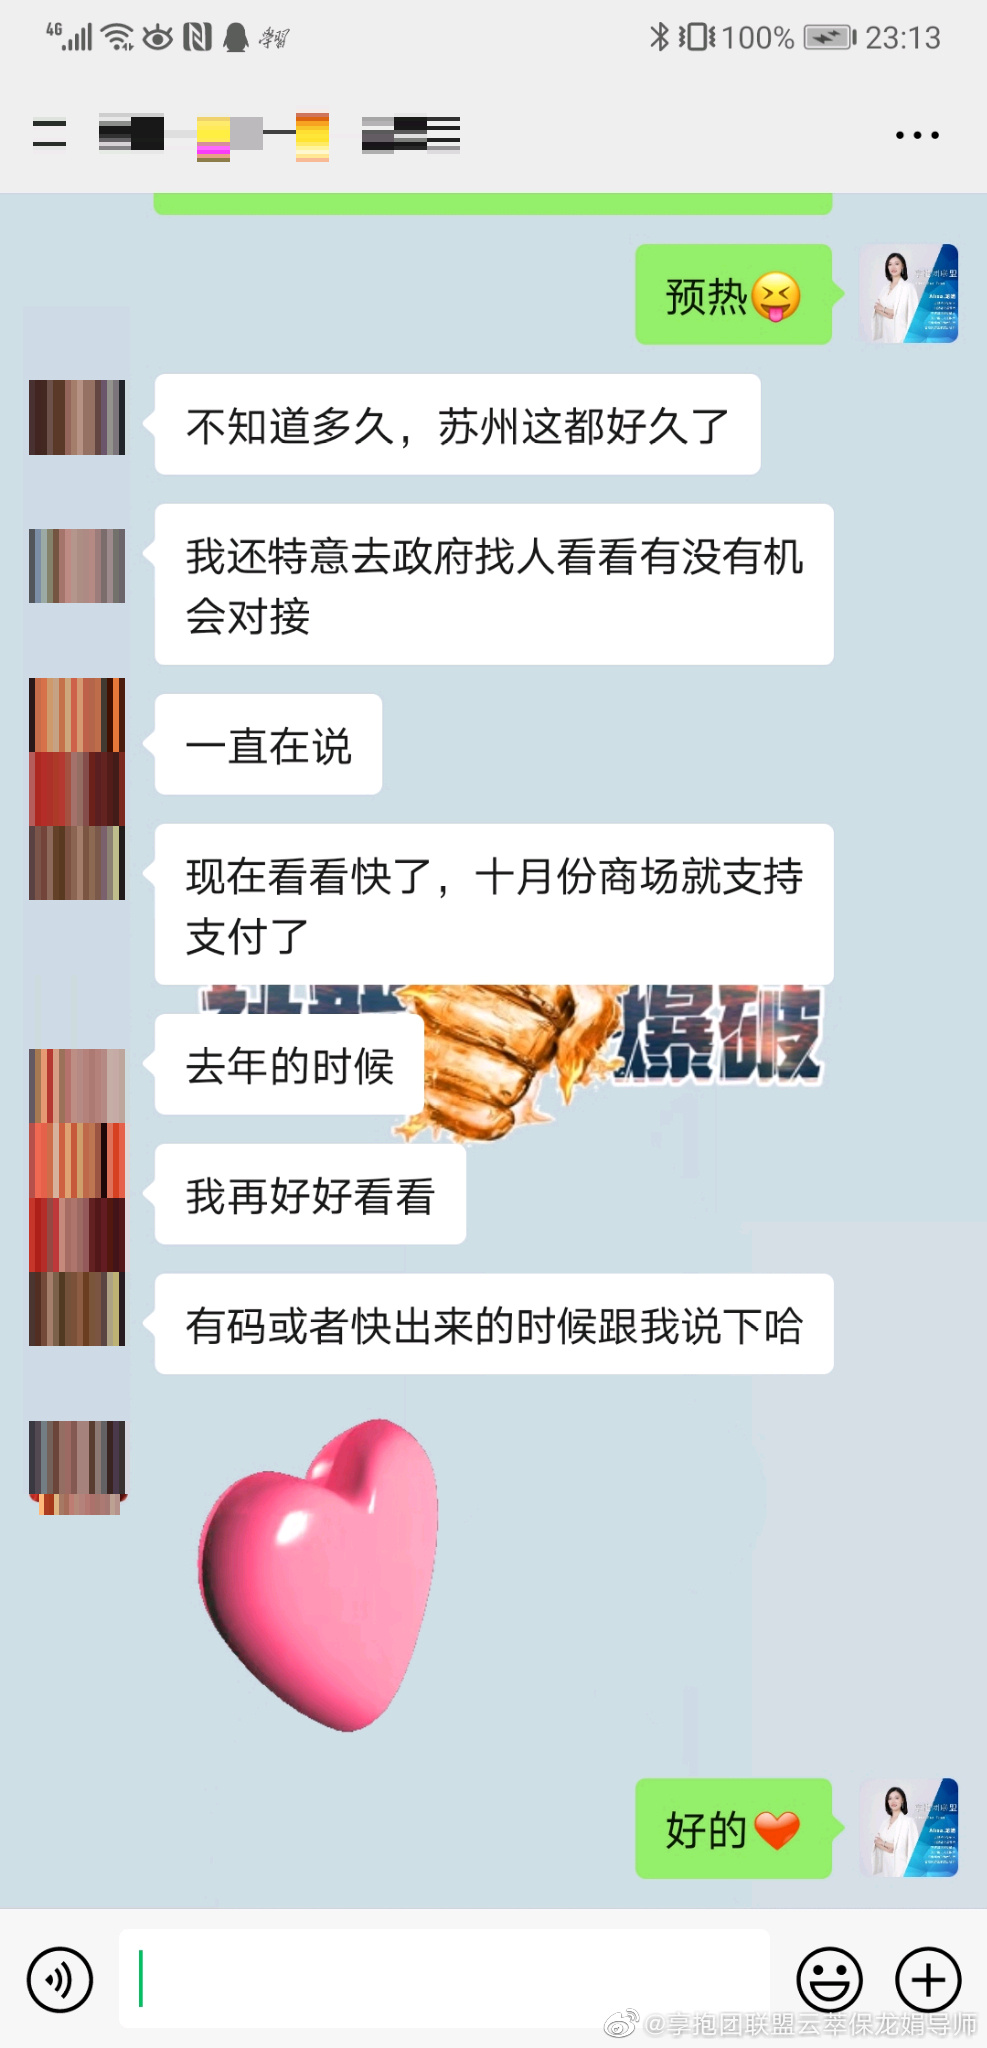 4G
學習
100%
23:13
预热
不知道多久，苏州这都好久了
我还特意去政府找人看看有没有机
会对接
一直在说
现在看看快了，十月份商场就支持
支付了
爆破
去年的时候
我再好好看看
有码或者快出来的时候跟我说下哈
好的
@享抱团联盟云萃保龙娟导师